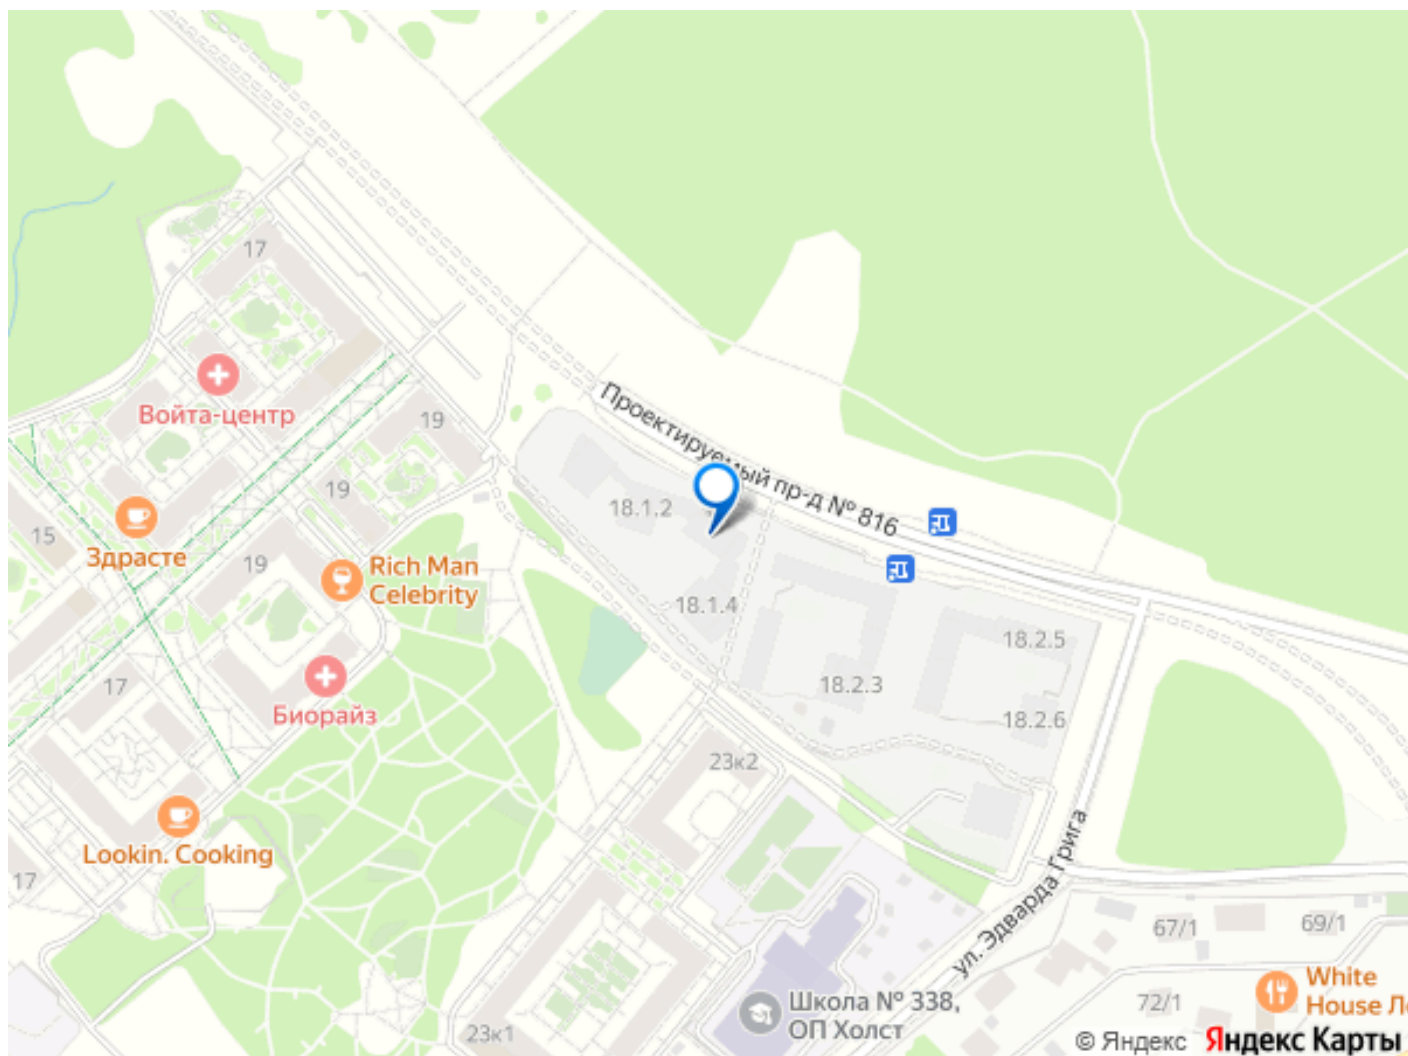 17
Войта-центр
19
Проектируемый пр-д № 816
19
18.1.2
15
Здрасте
19
Rich Man
Celebrity
18.1.4
18.2.5
18.2.3
17
Биорайз
18.2.6
23к2
Lookin. Cooking
17
ул. Эдварда Грига
67/1
69/1
White
House Л
72/1
Школа № 338,
ОП Холст
23к1
© Яндекс Яндекс Карты